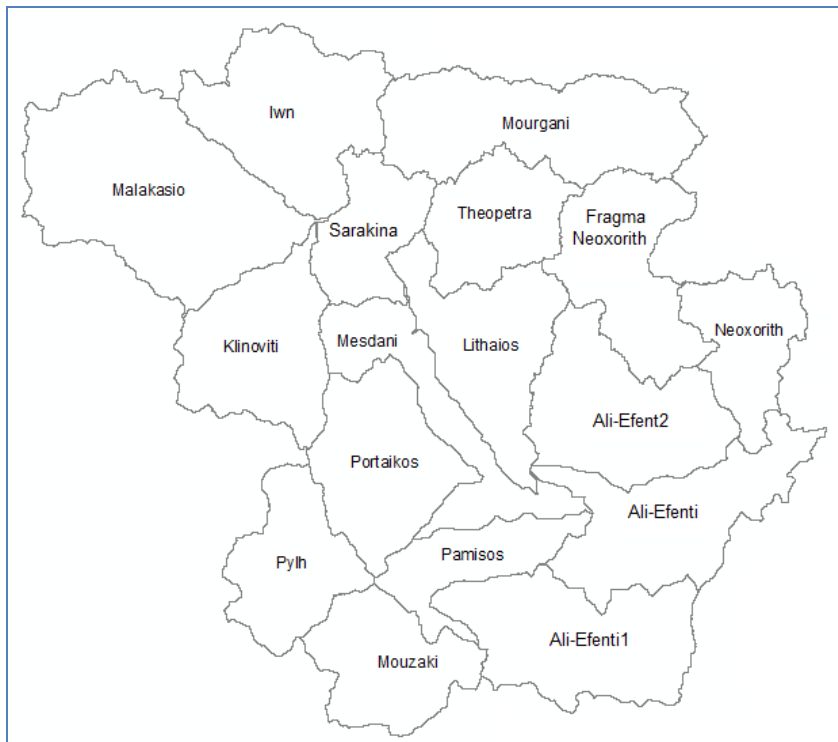 Iwn
Mourgani
Malakasio
Theopetra
Fragma
Neoxorith
Sarakina
Neoxorith
Klinoviti
Mesdani
Lithaios
Ali-Efent2
Portaikos
Ali-Efenti
Pamisos
Pylh
Ali-Efenti1
Mouzaki